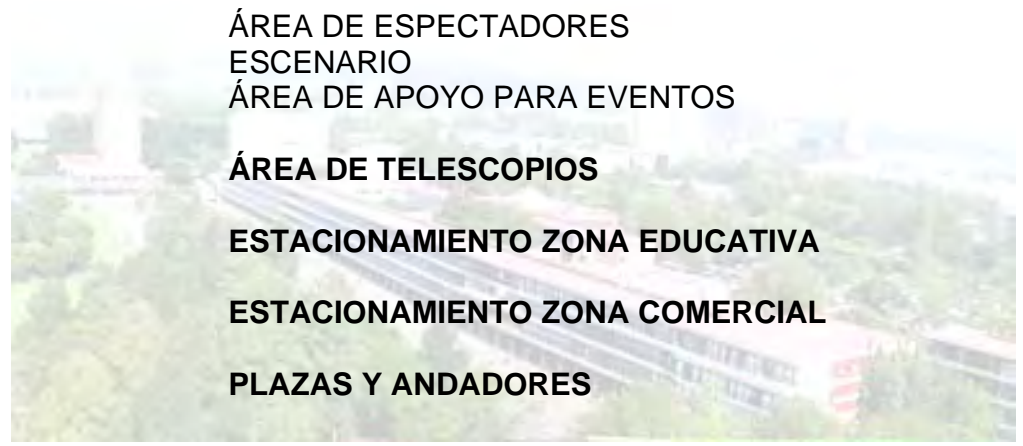 ÁREA DE ESPECTADORES
ESCENARIO
ÁREA DE APOYO PARA EVENTOS
ÁREA DE TELESCOPIOS
ESTACIONAMIENTO ZONA EDUCATIVA
ESTACIONAMIENTO ZONA COMERCIAL
PLAZAS Y ANDADORES